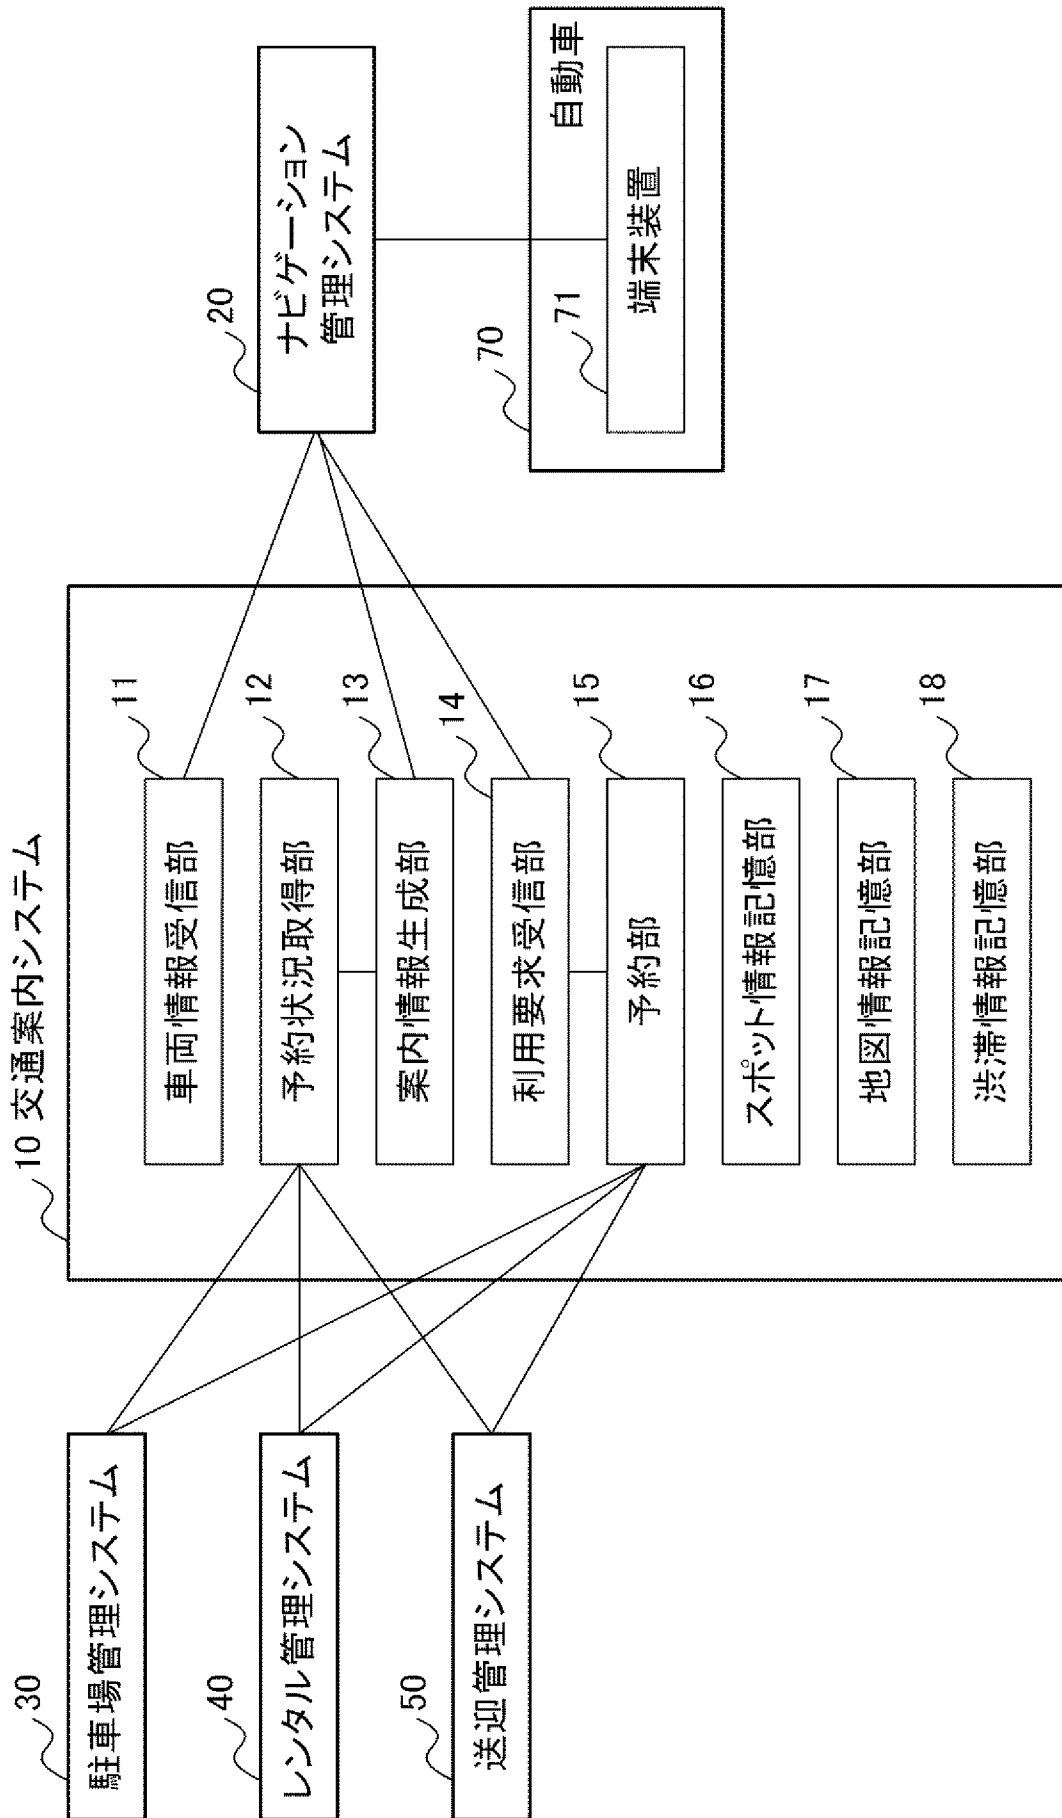 10 交通案内システム
30
駐車場管理システム
40
レンタル管理システム
50
送迎管理システム
11
車両情報受信部
12
予約状況取得部
13
案内情報生成部
14
利用要求受信部
15
予約部
16
スポット情報記憶部
17
地図情報記憶部
18
渋滞情報記憶部
20
ナビゲーション
管理システム
70
自動車
71
端末装置